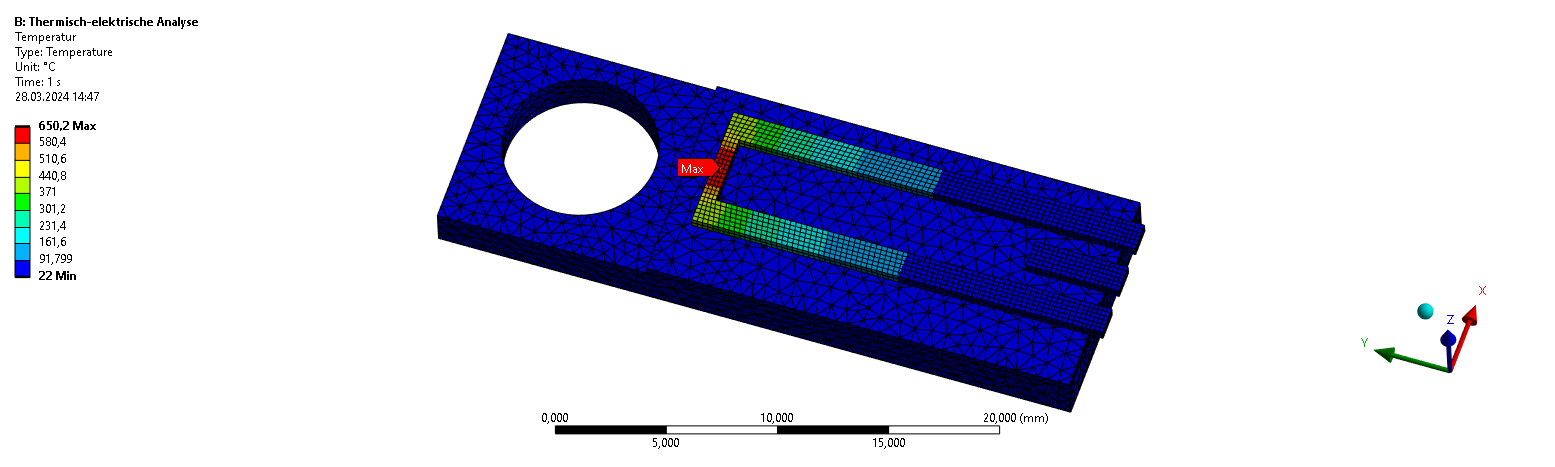 B: Thermisch-elektrische Analyse
Temperatur
Type: Temperature
Unit: °C
Time: 1 s
28.03.2024 14:47
650,2 Max
580,4
510,6
440,8
371
301,2
231,4
161,6
91,799
22 Min
Max
X
Z
Y
0,000 10,000 20,000 (mm)
5,000 15,000